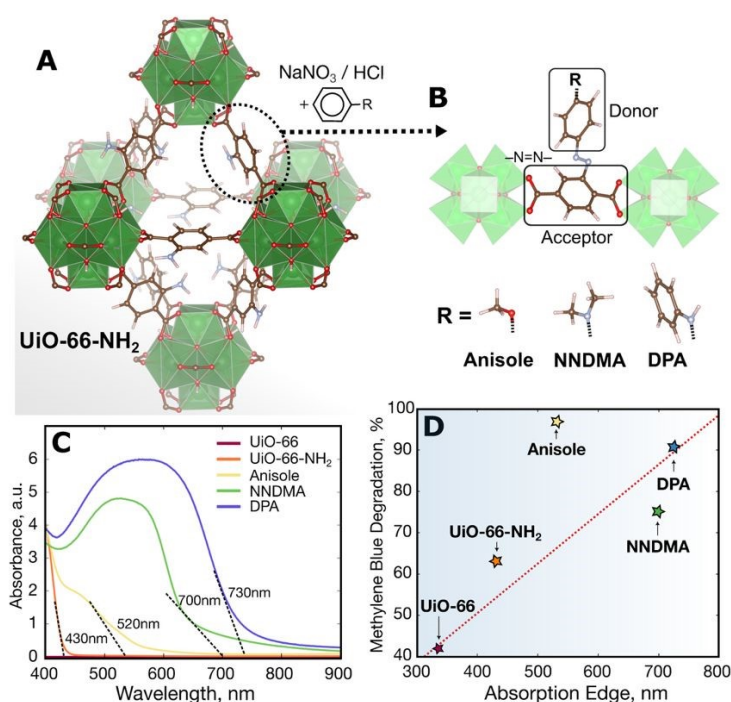 A
NaNO₃ / HCl
+
R
UiO-66-NH₂
B
R
Donor
–N=N–
Acceptor
R =
Anisole NNDMA DPA
C
UiO-66
UiO-66-NH₂
Anisole
NNDMA
DPA
6
5
4
3
2
1
0
430nm
520nm
700nm
730nm
400 500 600 700 800 900
Absorbance, a.u.
Wavelength, nm
D
100
90
80
70
60
50
40
Anisole
DPA
UiO-66-NH₂
NNDMA
UiO-66
300 400 500 600 700 800
Methylene Blue Degradation, %
Absorption Edge, nm